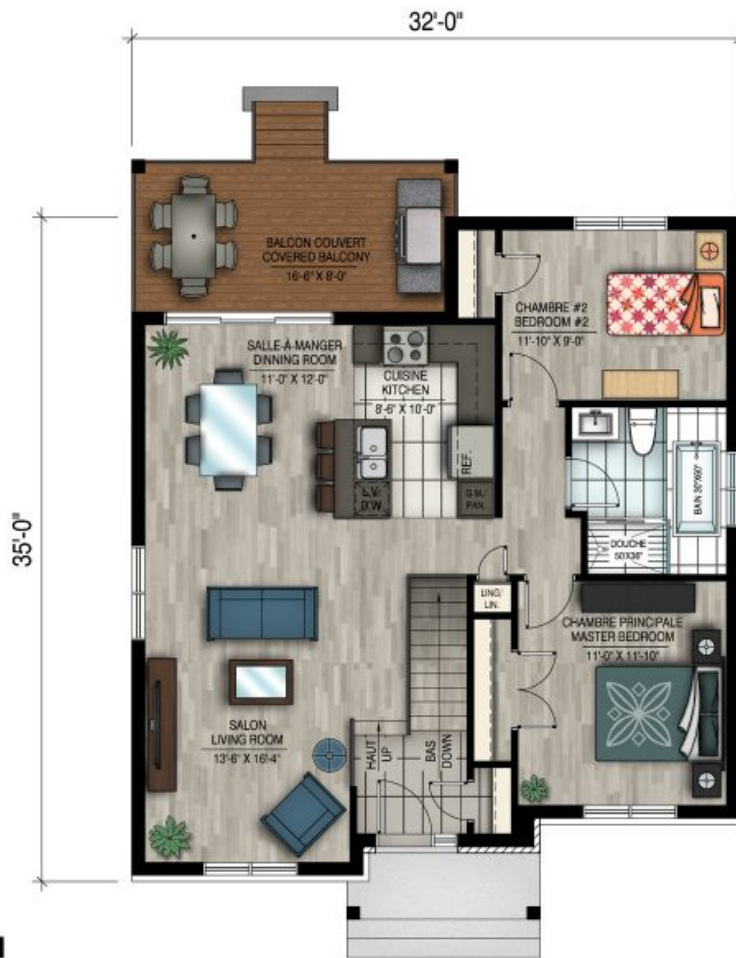 32'-0"
BALCON COUVERT
COVERED BALCONY
16'-6" X 8'-0"
CHAMBRE #2
BEDROOM #2
11'-10" X 9'-0"
SALLE-À-MANGER
DINNING ROOM
11'-0" X 12'-0"
CUISINE
KITCHEN
8'-6" X 10'-0"
REF.
L.V./
D.W.
G.M./
PAN.
BAIN 36"X60"
DOUCHE
50X36"
35'-0"
LING/
LIN.
CHAMBRE PRINCIPALE
MASTER BEDROOM
11'-0" X 11'-10"
SALON
LIVING ROOM
13'-6" X 16'-4"
HAUT
UP
BAS
DOWN